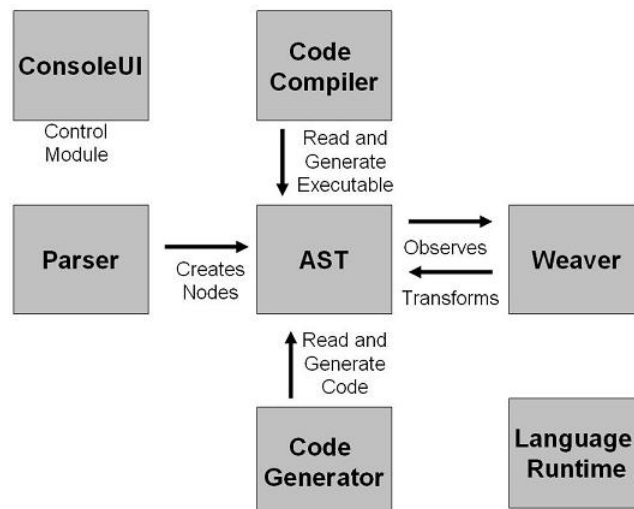 ConsoleUI
Control
Module
Code
Compiler
Read and
Generate
Executable
Parser
Creates
Nodes
AST
Observes
Transforms
Weaver
Read and
Generate
Code
Code
Generator
Language
Runtime